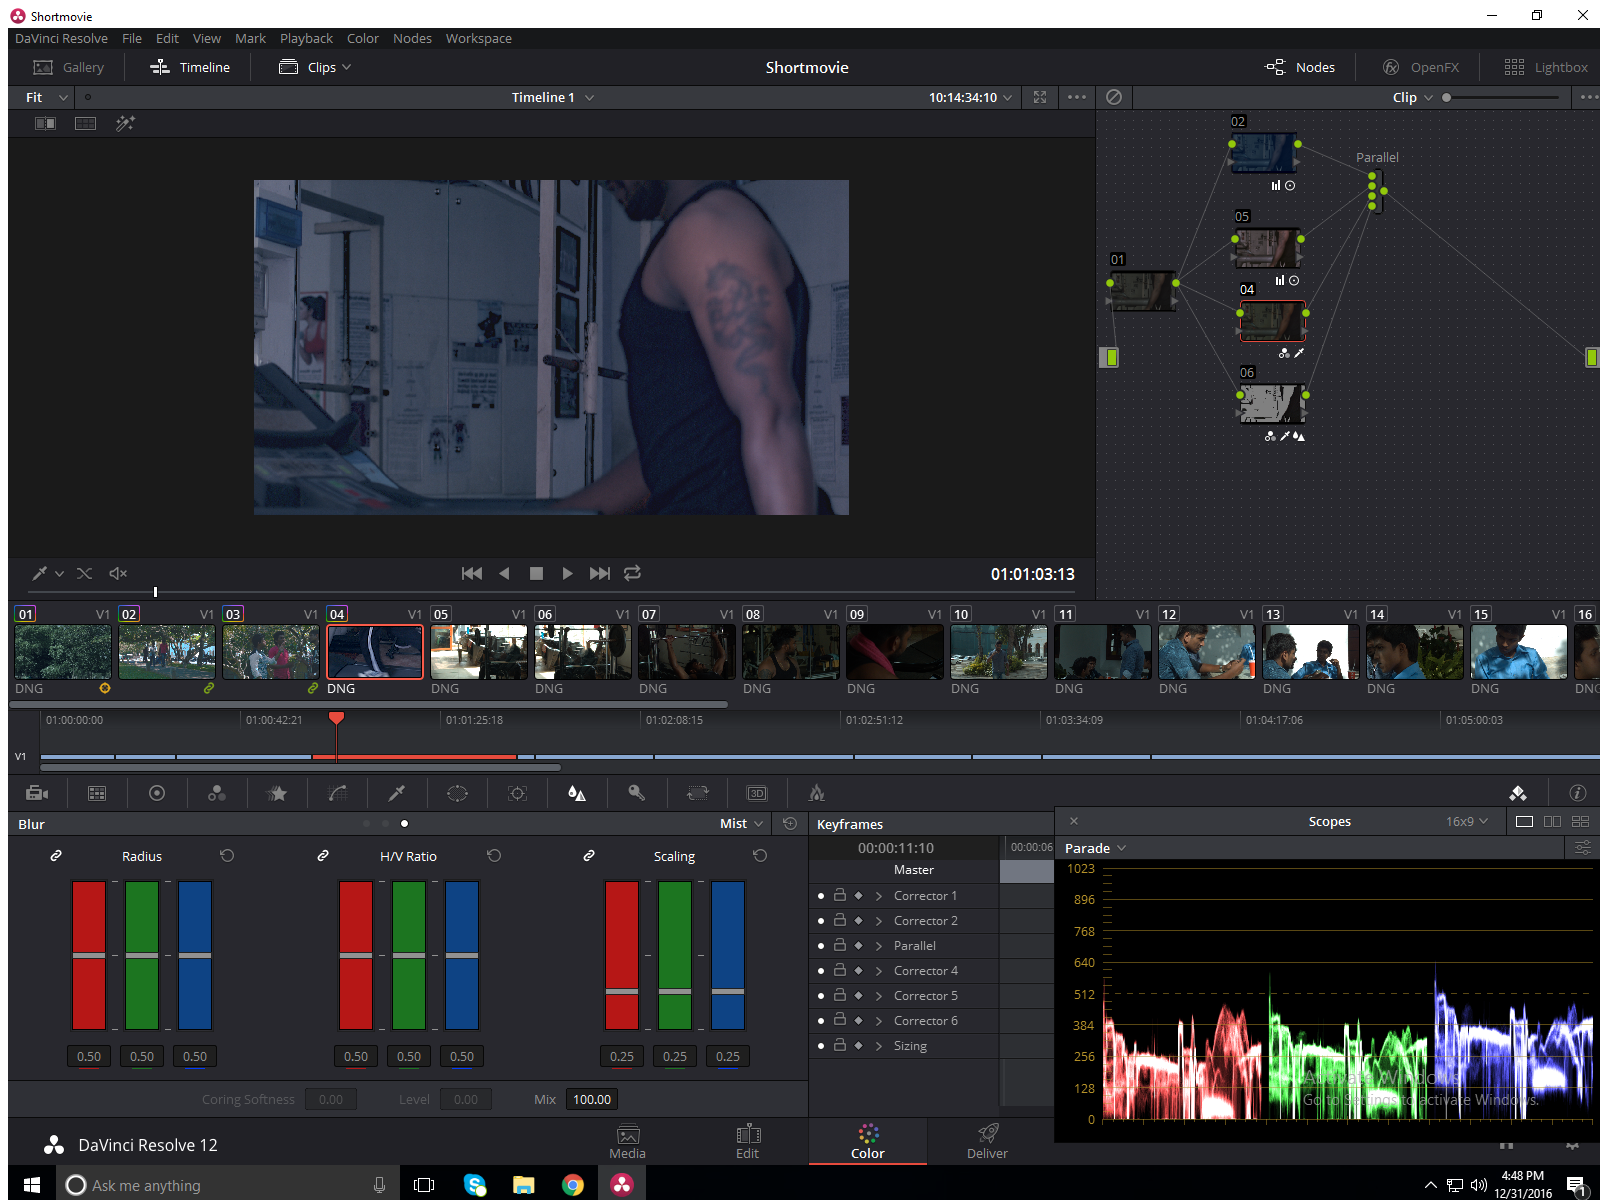 Shortmovie
DaVinci Resolve File Edit View Mark Playback Color Nodes Workspace
Gallery Timeline Clips Shortmovie Nodes OpenFX Lightbox
Fit Timeline 1 10:14:34:10 Clip
02
Parallel
05
01
04
06
01:01:03:13
01 V1 02 V1 03 V1 04 V1 05 V1 06 V1 07 V1 08 V1 09 V1 10 V1 11 V1 12 V1 13 V1 14 V1 15 V1 16
DNG DNG DNG DNG DNG DNG DNG DNG DNG DNG DNG DNG
01:00:00:00 01:00:42:21 01:01:25:18 01:02:08:15 01:02:51:12 01:03:34:09 01:04:17:06 01:05:00:03
V1
3D
Blur Mist Keyframes Scopes 16x9
Radius H/V Ratio Scaling 00:00:11:10 00:00:06 Parade
Master
Corrector 1
Corrector 2
Parallel
Corrector 4
Corrector 5
Corrector 6
Sizing
1023
896
768
640
512
384
256
128
0
0.50 0.50 0.50 0.50 0.50 0.50 0.25 0.25 0.25
Activate Windows
Go to Settings to activate Windows.
Coring Softness 0.00 Level 0.00 Mix 100.00
DaVinci Resolve 12 Media Edit Color Deliver
Ask me anything 4:48 PM
12/31/2016 1